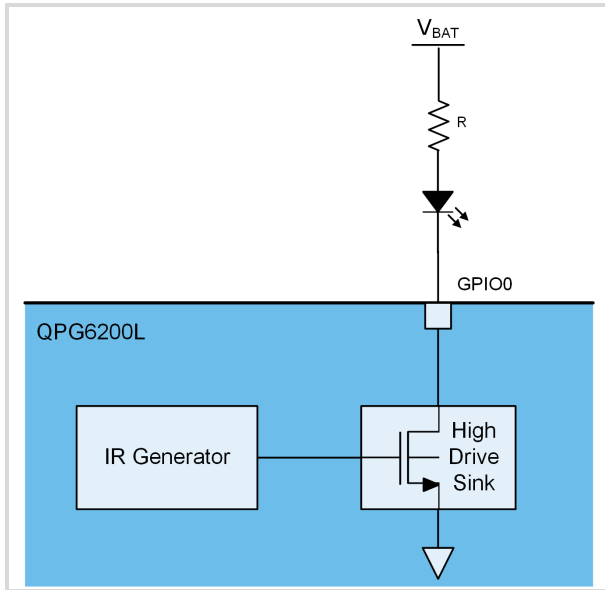 VBAT
R
GPIO0
QPG6200L
IR Generator
High
Drive
Sink